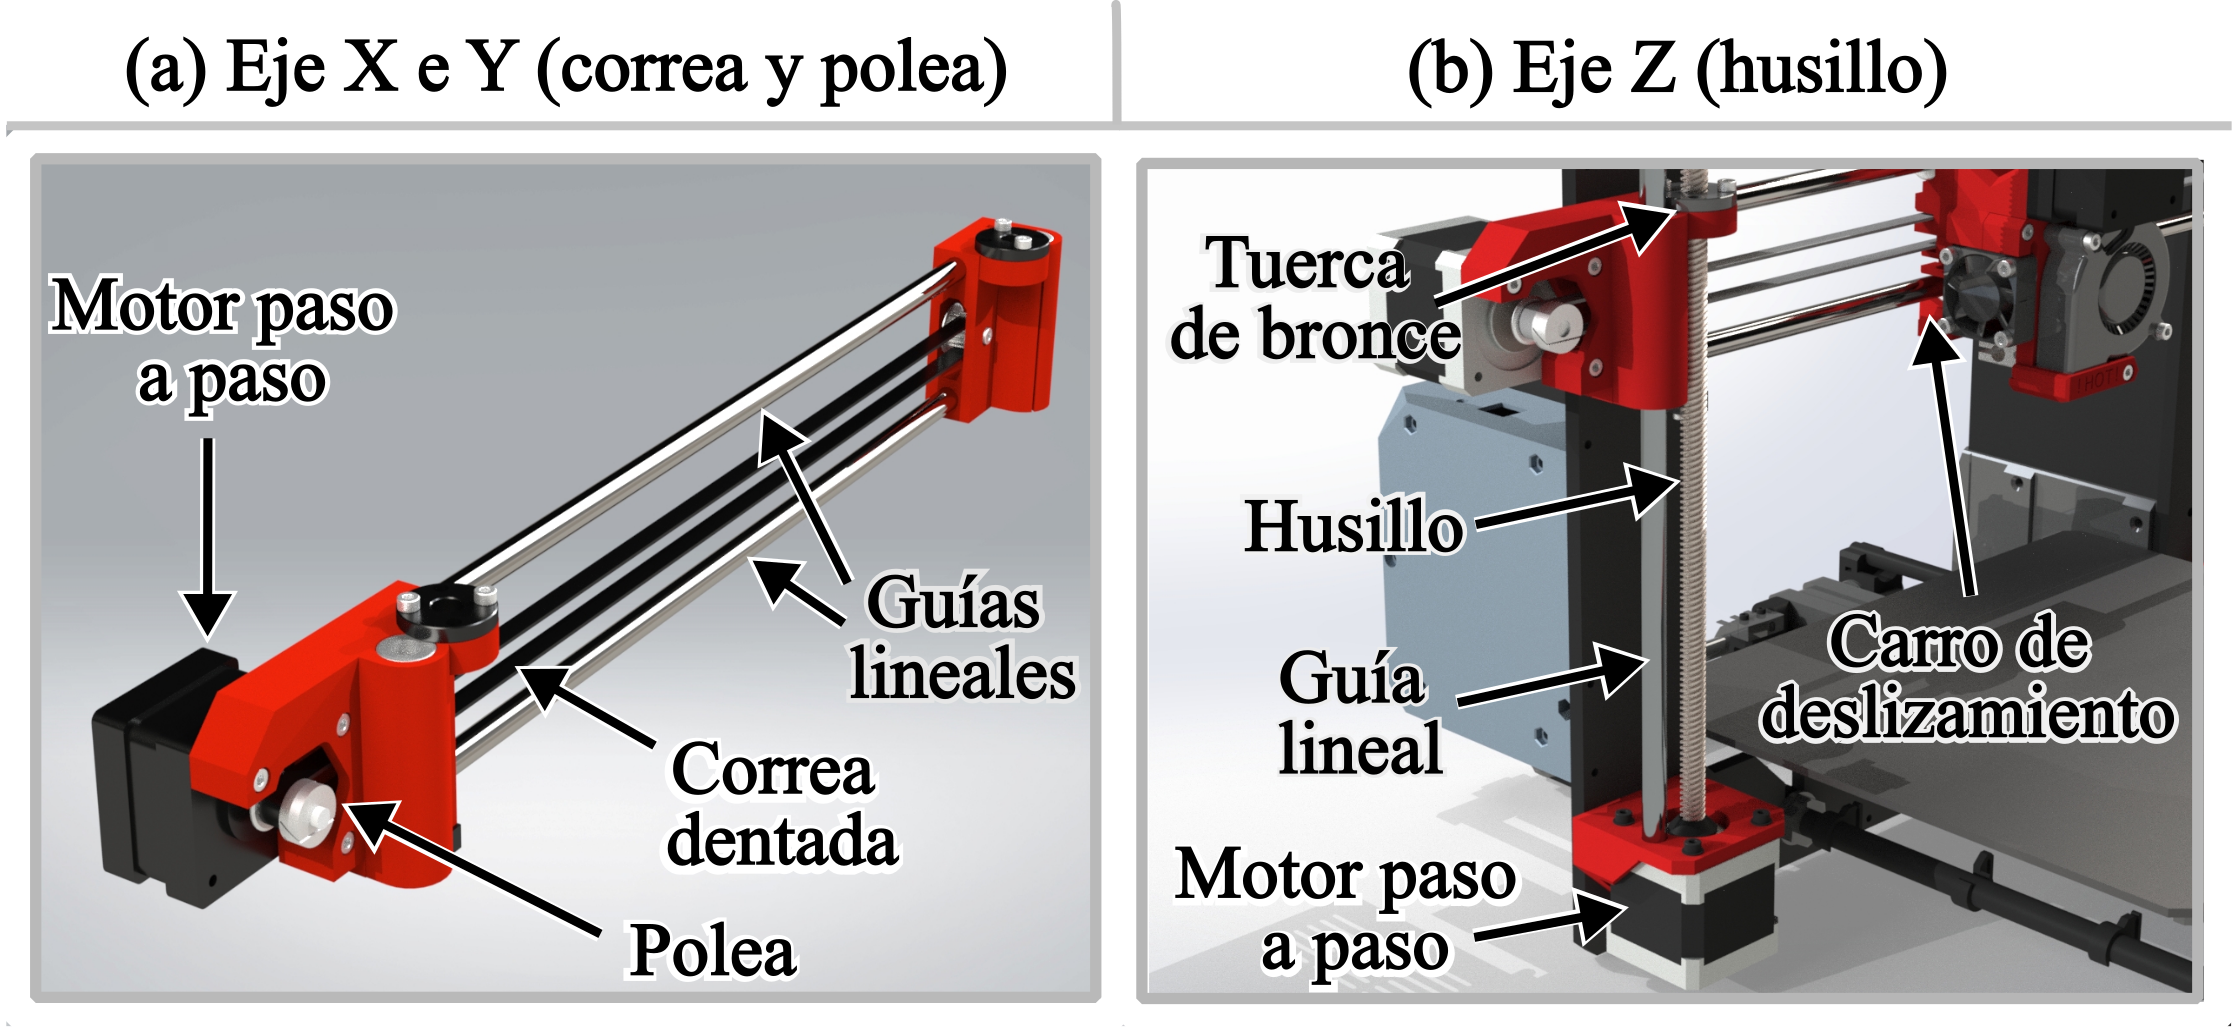 (a) Eje X e Y (correa y polea)
(b) Eje Z (husillo)
Motor paso
a paso
Guías
lineales
Correa
dentada
Polea
Tuerca
de bronce
Husillo
Guía
lineal
Carro de
deslizamiento
Motor paso
a paso
HOT